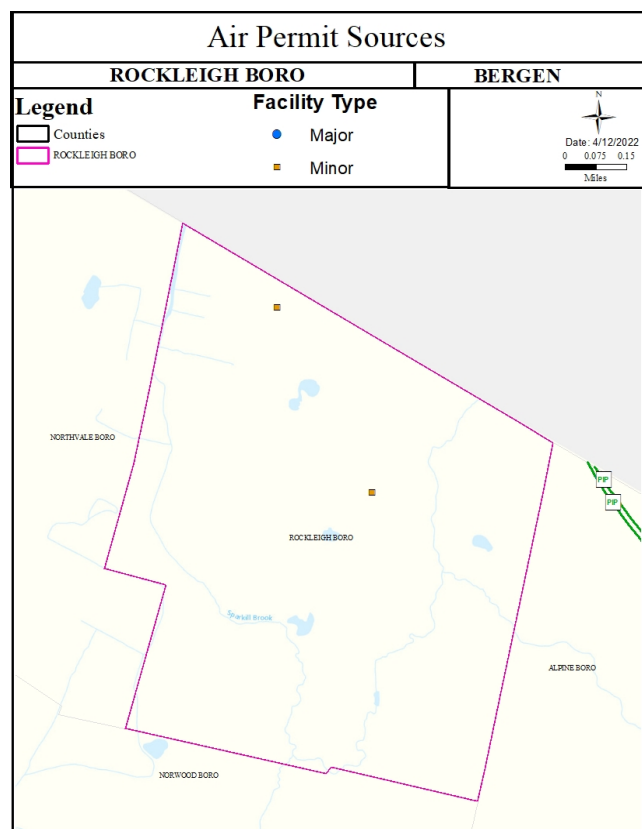 Air Permit Sources
ROCKLEIGH BORO
BERGEN
Legend
Counties
ROCKLEIGH BORO
Facility Type
Major
Minor
N
Date: 4/12/2022
0 0.075 0.15
Miles
NORTHVALE BORO
PIP
PIP
ROCKLEIGH BORO
Sparkill Brook
ALPINE BORO
NORWOOD BORO